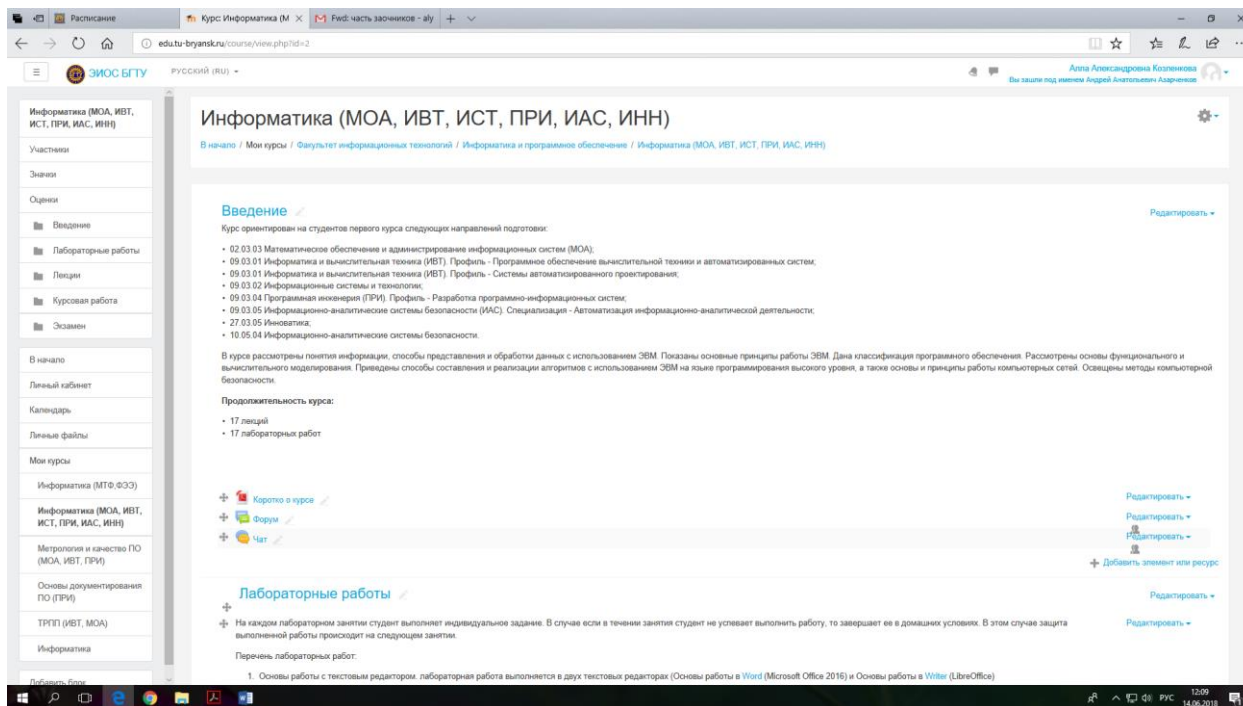 Расписание
Курс: Информатика (М
Fwd: часть заочников - aly
edu.tu-bryansk.ru/course/view.php?id=2
ЭИОС БГТУ
РУССКИЙ (RU)
Алла Александровна Козленкова
Вы зашли под именем Андрей Анатольевич Азарченков
Информатика (МОА, ИВТ,
ИСТ, ПРИ, ИАС, ИНН)
Участники
Значки
Оценки
Введение
Лабораторные работы
Лекции
Курсовая работа
Экзамен
В начало
Личный кабинет
Календарь
Личные файлы
Мои курсы
Информатика (МТФ,ФЭЭ)
Информатика (МОА, ИВТ,
ИСТ, ПРИ, ИАС, ИНН)
Метрология и качество ПО
(МОА, ИВТ, ПРИ)
Основы документирования
ПО (ПРИ)
ТРПП (ИВТ, МОА)
Информатика
Добавить блок
Информатика (МОА, ИВТ, ИСТ, ПРИ, ИАС, ИНН)
В начало / Мои курсы / Факультет информационных технологий / Информатика и программное обеспечение / Информатика (МОА, ИВТ, ИСТ, ПРИ, ИАС, ИНН)
Введение
Редактировать
Курс ориентирован на студентов первого курса следующих направлений подготовки:
• 02.03.03 Математическое обеспечение и администрирование информационных систем (МОА);
• 09.03.01 Информатика и вычислительная техника (ИВТ). Профиль - Программное обеспечение вычислительной техники и автоматизированных систем;
• 09.03.01 Информатика и вычислительная техника (ИВТ). Профиль - Системы автоматизированного проектирования;
• 09.03.02 Информационные системы и технологии;
• 09.03.04 Программная инженерия (ПРИ). Профиль - Разработка программно-информационных систем;
• 09.03.05 Информационно-аналитические системы безопасности (ИАС). Специализация - Автоматизация информационно-аналитической деятельности;
• 27.03.05 Инноватика;
• 10.05.04 Информационно-аналитические системы безопасности.
В курсе рассмотрены понятия информации, способы представления и обработки данных с использованием ЭВМ. Показаны основные принципы работы ЭВМ. Дана классификация программного обеспечения. Рассмотрены основы функционального и
вычислительного моделирования. Приведены способы составления и реализации алгоритмов с использованием ЭВМ на языке программирования высокого уровня, а также основы и принципы работы компьютерных сетей. Освещены методы компьютерной
безопасности.
Продолжительность курса:
• 17 лекций
• 17 лабораторных работ
Коротко о курсе
Редактировать
Форум
Редактировать
Чат
Редактировать
Добавить элемент или ресурс
Лабораторные работы
Редактировать
На каждом лабораторном занятии студент выполняет индивидуальное задание. В случае если в течении занятия студент не успевает выполнить работу, то завершает ее в домашних условиях. В этом случае защита
выполненной работы происходит на следующем занятии.
Редактировать
Перечень лабораторных работ:
1. Основы работы с текстовым редактором. лабораторная работа выполняется в двух текстовых редакторах (Основы работы в Word (Microsoft Office 2016) и Основы работы в Writer (LibreOffice)
РУС
12:09
14.06.2018